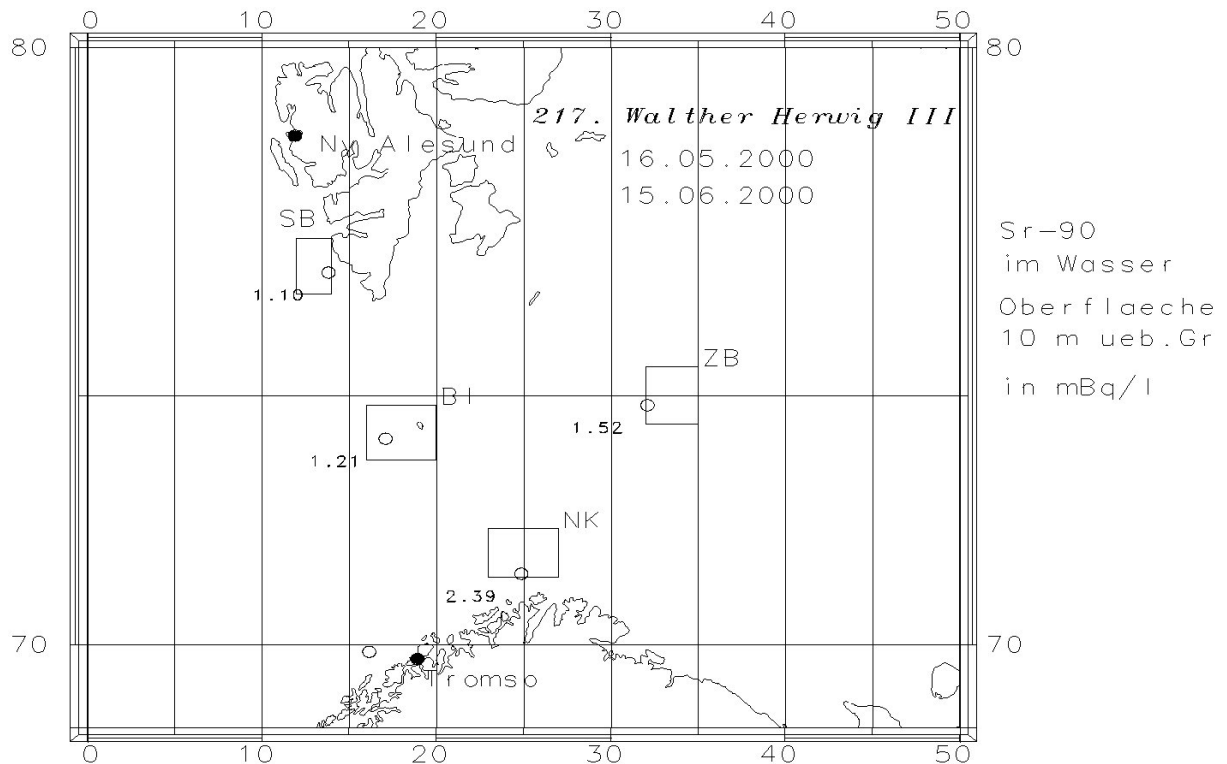 0 10 20 30 40 50
80 80
217. Walther Herwig III
Ny Alesund
16.05.2000
15.06.2000
SB
Sr-90
im Wasser
1.10
Oberflaeche
10 m ueb.Gr
ZB
in mBq/l
BI
1.52
1.21
NK
2.39
70 70
Tromso
0 10 20 30 40 50